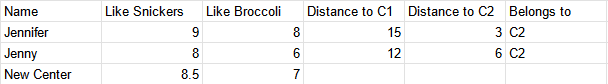 Name Like Snickers Like Broccoli Distance to C1 Distance to C2 Belongs to
Jennifer 9 8 15 3 C2
Jenny 8 6 12 6 C2
New Center 8.5 7